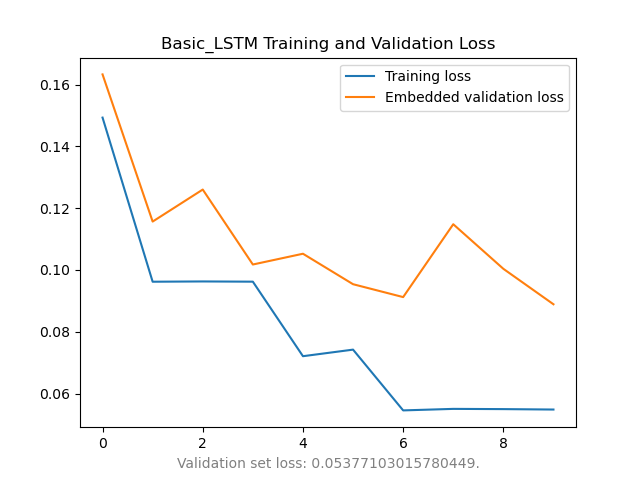 Basic_LSTM Training and Validation Loss
Training loss
Embedded validation loss
0.16
0.14
0.12
0.10
0.08
0.06
0 2 4 6 8
Validation set loss: 0.05377103015780449.